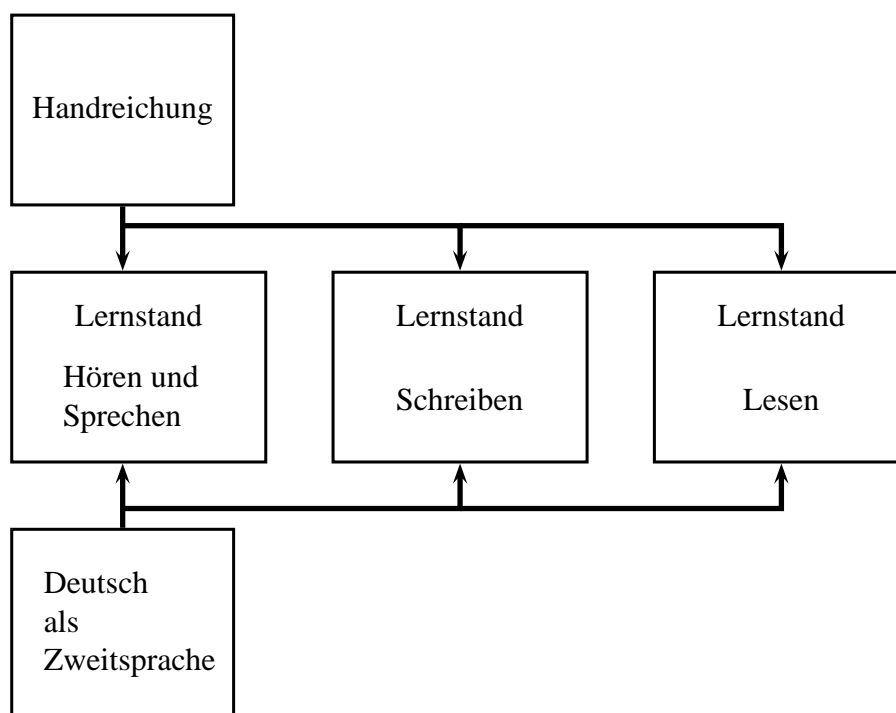 Handreichung
Lernstand
Hören und
Sprechen
Lernstand
Schreiben
Lernstand
Lesen
Deutsch
als
Zweitsprache